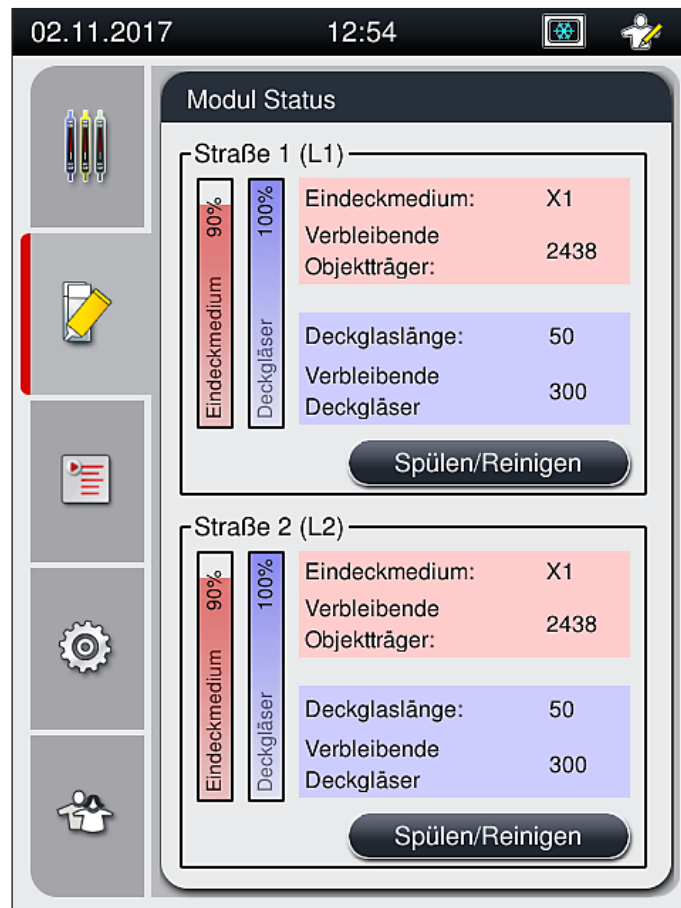 02.11.2017 12:54
Modul Status
Straße 1 (L1)
90%
Eindeckmedium
100%
Deckgläser
Eindeckmedium: X1
Verbleibende
Objektträger: 2438
Deckglaslänge: 50
Verbleibende
Deckgläser 300
Spülen/Reinigen
Straße 2 (L2)
90%
Eindeckmedium
100%
Deckgläser
Eindeckmedium: X1
Verbleibende
Objektträger: 2438
Deckglaslänge: 50
Verbleibende
Deckgläser 300
Spülen/Reinigen